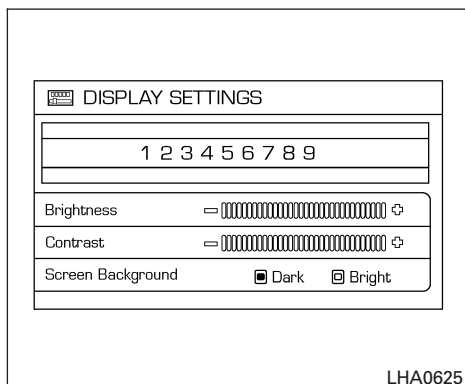 DISPLAY SETTINGS
1 2 3 4 5 6 7 8 9
Brightness
Contrast
Screen Background Dark Bright
LHA0625